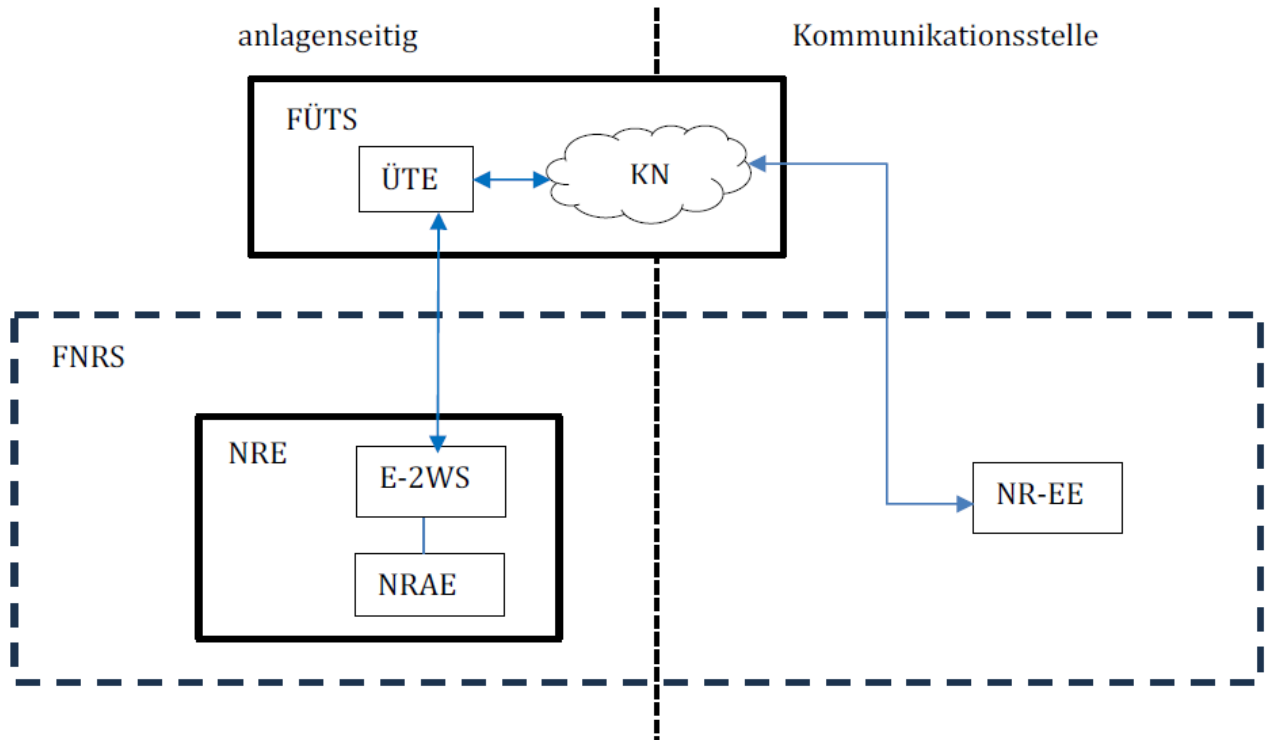 anlagenseitig
Kommunikationsstelle
FÜTS
ÜTE
KN
FNRS
NRE
E-2WS
NR-EE
NRAE